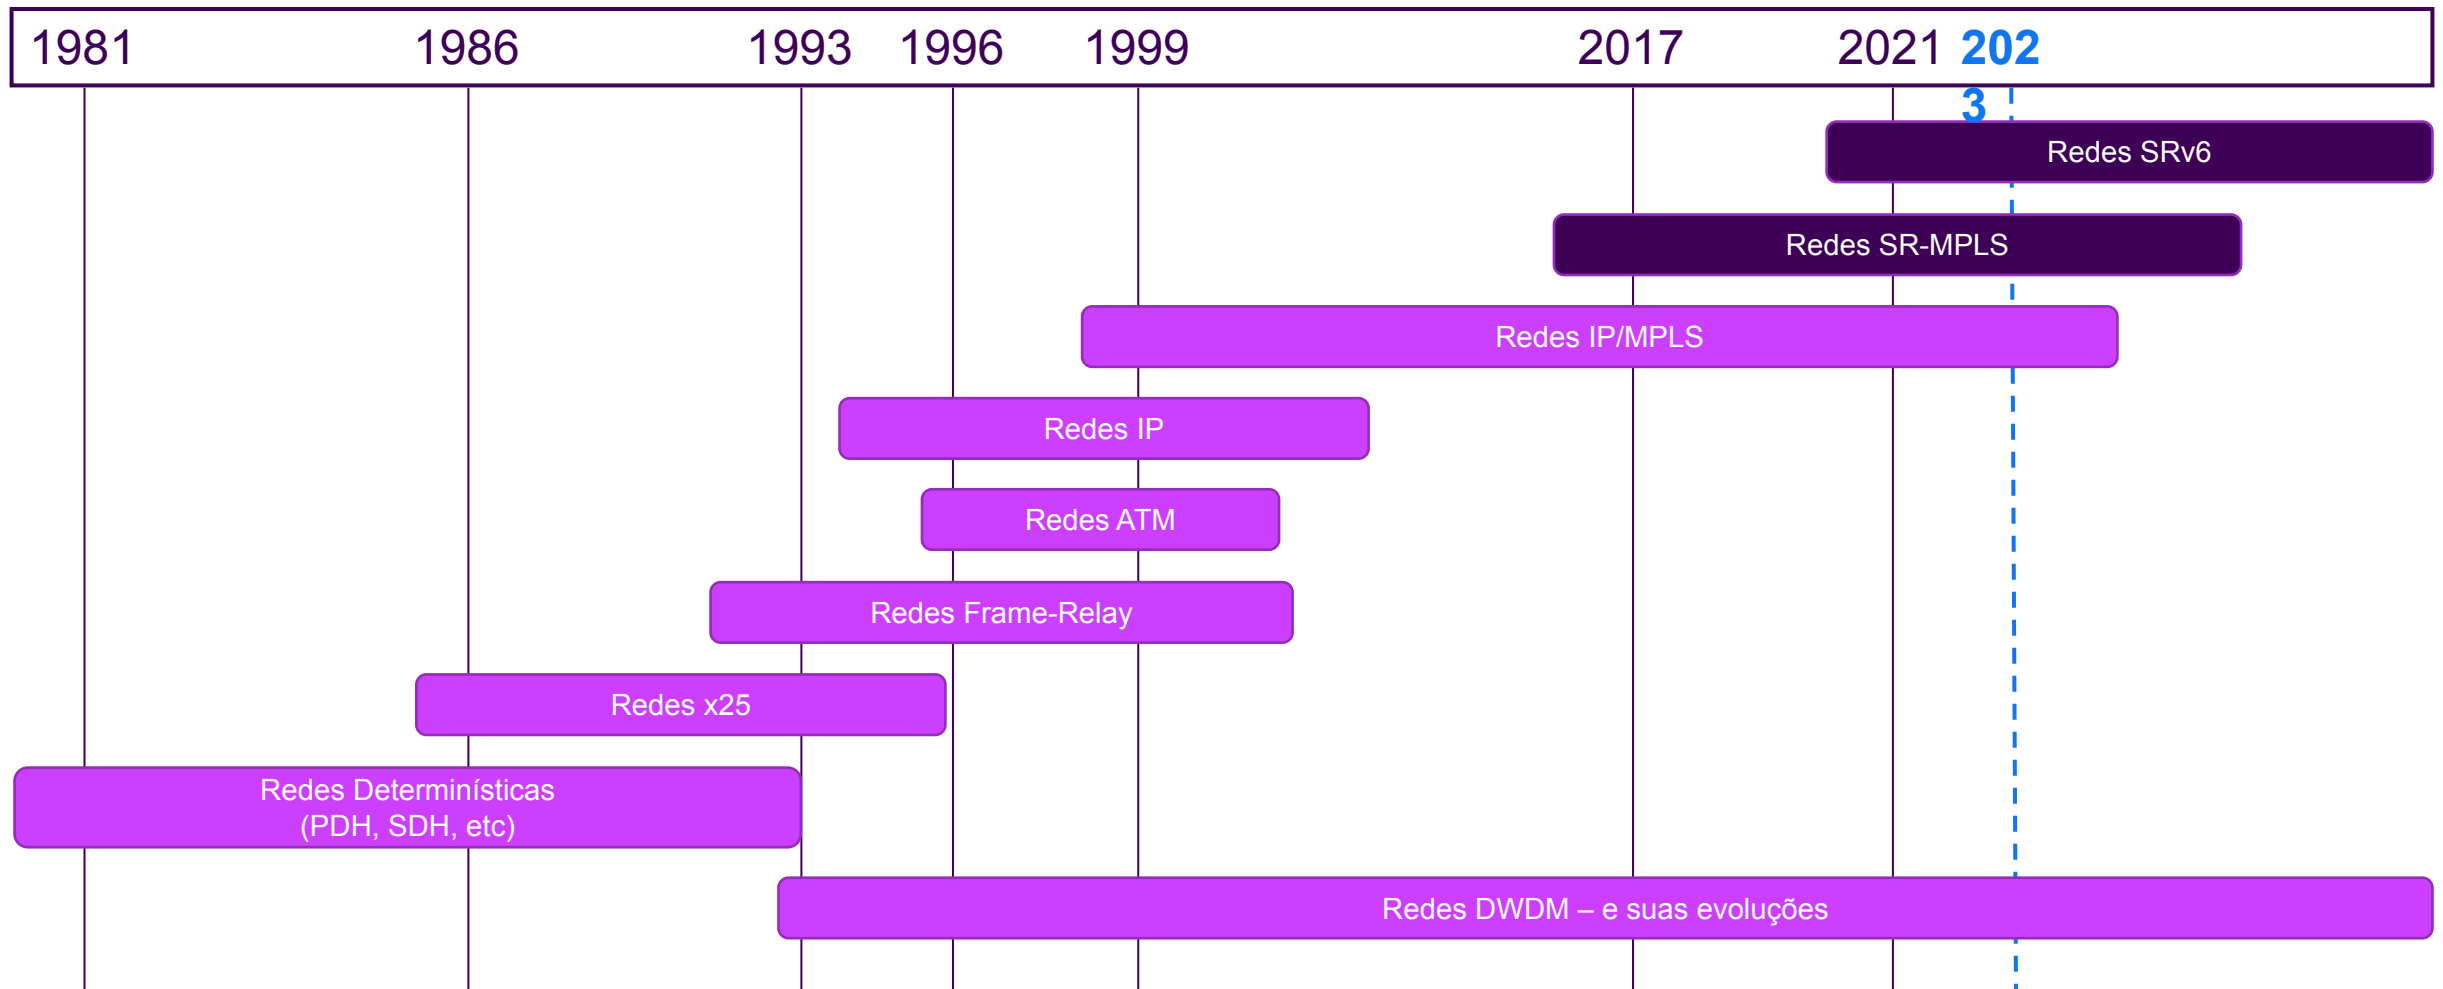 1981 1986 1993 1996 1999 2017 2021 202
3
Redes SRv6
Redes SR-MPLS
Redes IP/MPLS
Redes IP
Redes ATM
Redes Frame-Relay
Redes x25
Redes Determinísticas
(PDH, SDH, etc)
Redes DWDM – e suas evoluções